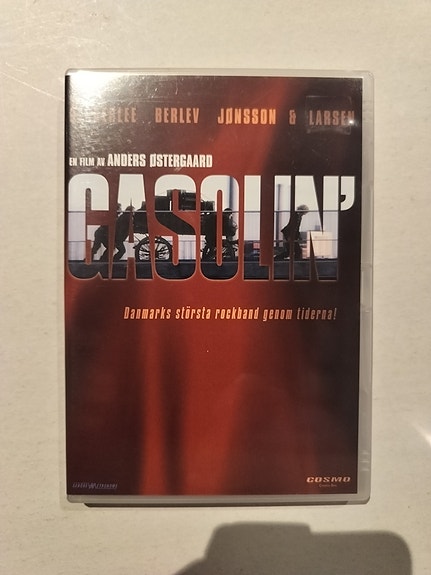 BERLEV JØNSSON & LARSEN
EN FILM AV ANDERS ØSTERGAARD
GASOLIN'
Danmarks största rockband genom tiderna!
COSMO